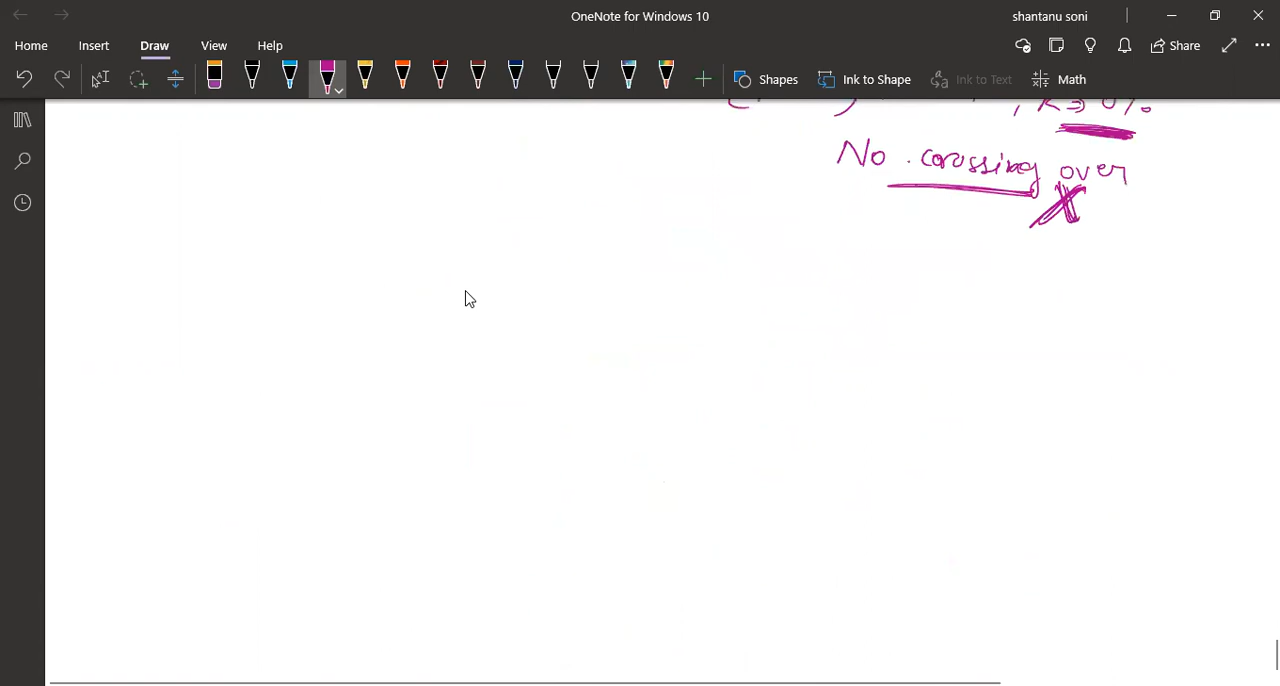 OneNote for Windows 10
shantanu soni
Home Insert Draw View Help
Share
Shapes Ink to Shape Ink to Text Math
No . corossing over